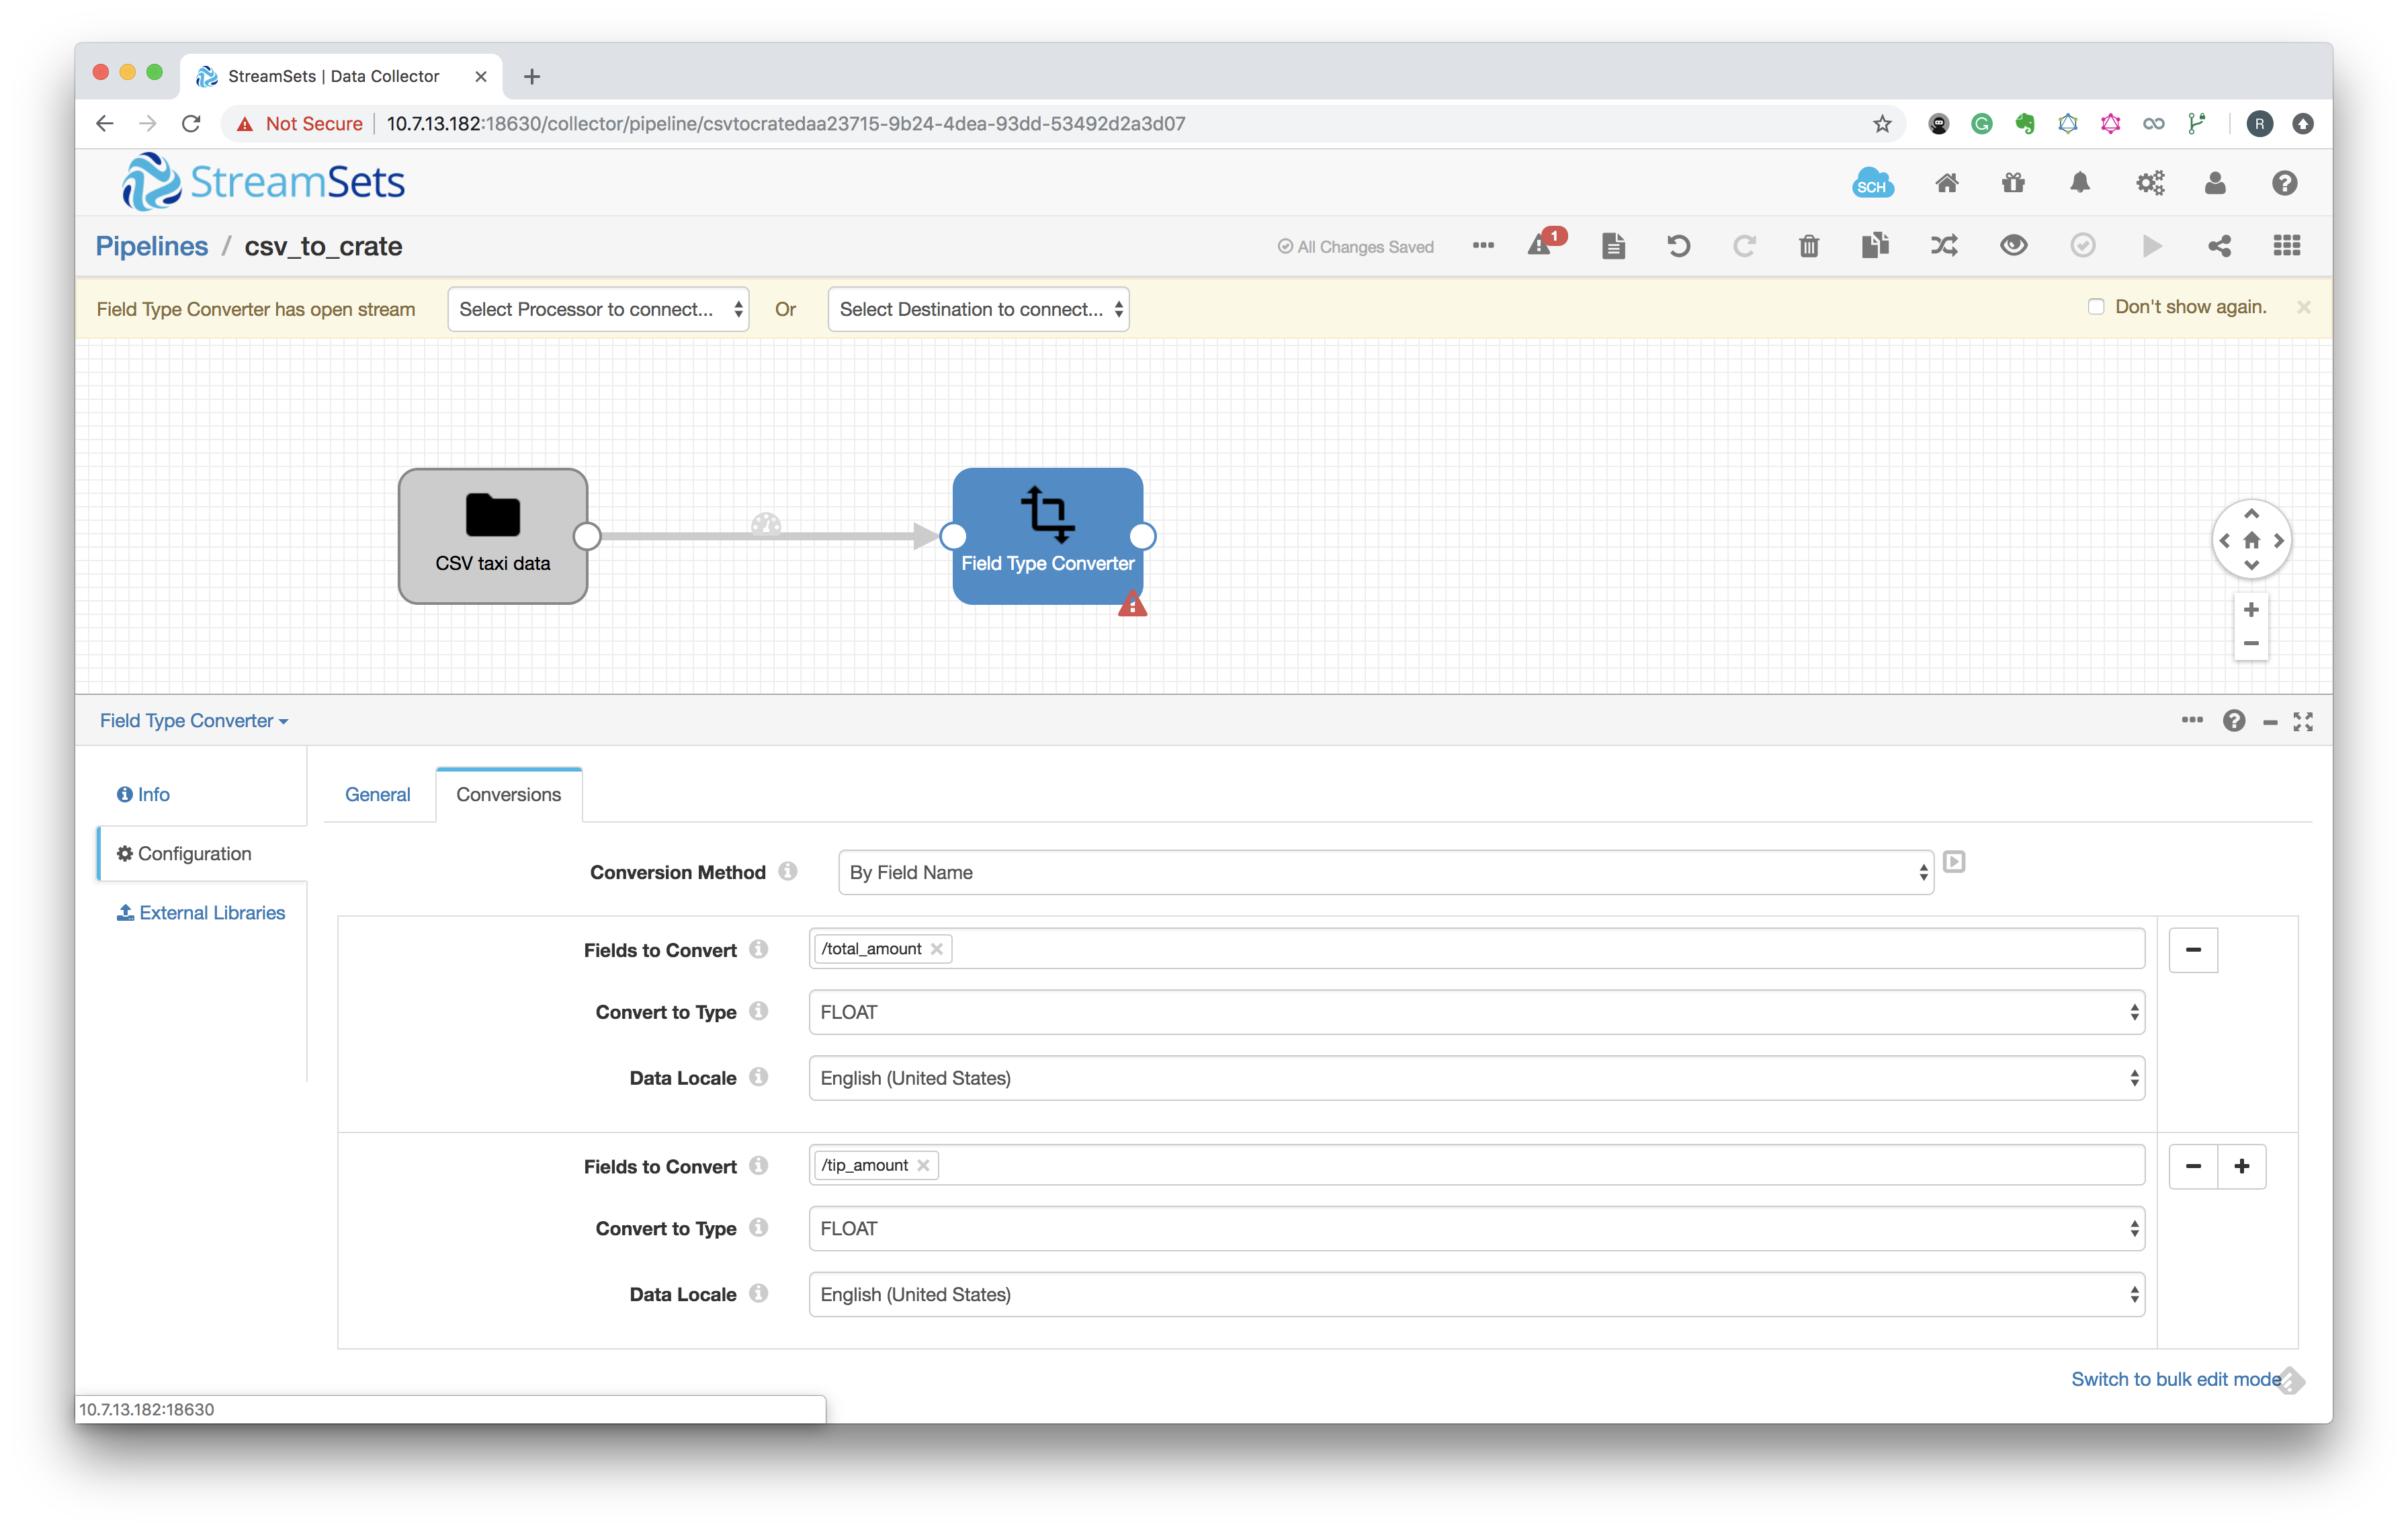 StreamSets | Data Collector
Not Secure 10.7.13.182:18630/collector/pipeline/csvtocratedaa23715-9b24-4dea-93dd-53492d2a3d07
R
StreamSets
SCH
Pipelines / csv_to_crate
All Changes Saved
1
Field Type Converter has open stream
Select Processor to connect...
Or
Select Destination to connect...
Don't show again.
CSV taxi data
Field Type Converter
Field Type Converter
Info
General
Conversions
Configuration
External Libraries
Conversion Method
By Field Name
Fields to Convert
/total_amount
Convert to Type
FLOAT
Data Locale
English (United States)
Fields to Convert
/tip_amount
Convert to Type
FLOAT
Data Locale
English (United States)
Switch to bulk edit mode
10.7.13.182:18630